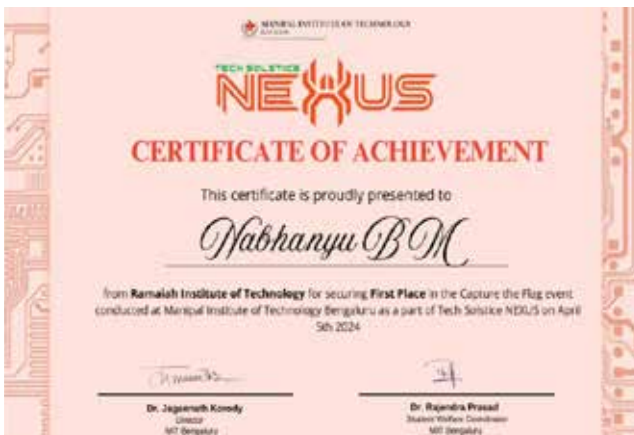 MANIPAL INSTITUTE OF TECHNOLOGY
BENGALURU
TECH SOLSTICE
NEXUS
CERTIFICATE OF ACHIEVEMENT
This certificate is proudly presented to
Nabhanyu B M
from Ramaiah Institute of Technology for securing First Place in the Capture the Flag event
conducted at Manipal Institute of Technology Bengaluru as a part of Tech Solstice NEXUS on April
5th 2024
Dr. Jagannath Korody
Director
MIT Bengaluru
Dr. Rajendra Prasad
Student Welfare Coordinator
MIT Bengaluru